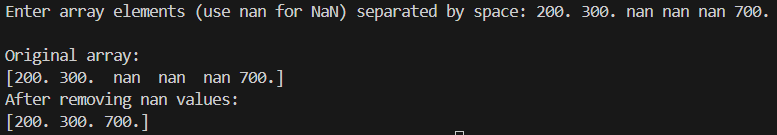 Enter array elements (use nan for NaN) separated by space: 200. 300. nan nan nan 700.
Original array:
[200. 300.  nan  nan  nan 700.]
After removing nan values:
[200. 300. 700.]